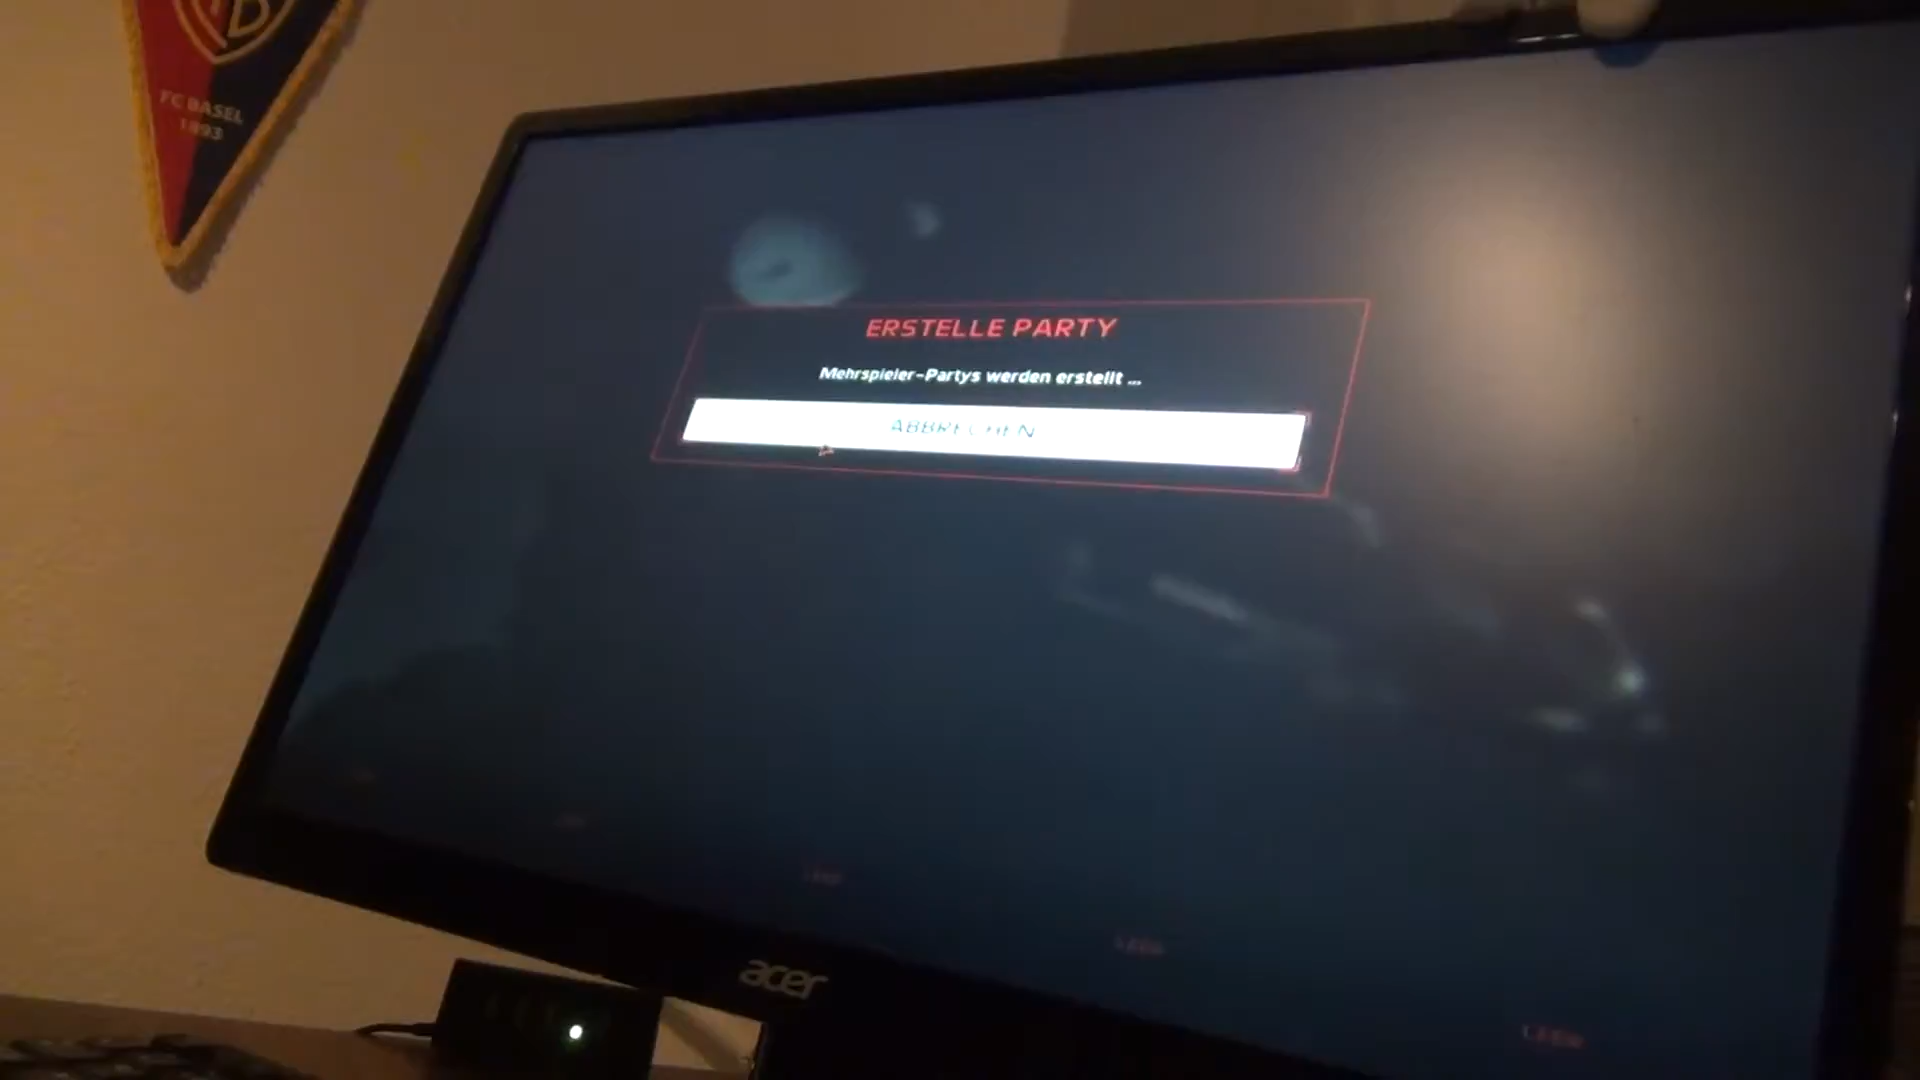 FC BASEL
1893
ERSTELLE PARTY
Mehrspieler-Partys werden erstellt ...
ABBRECHEN
acer